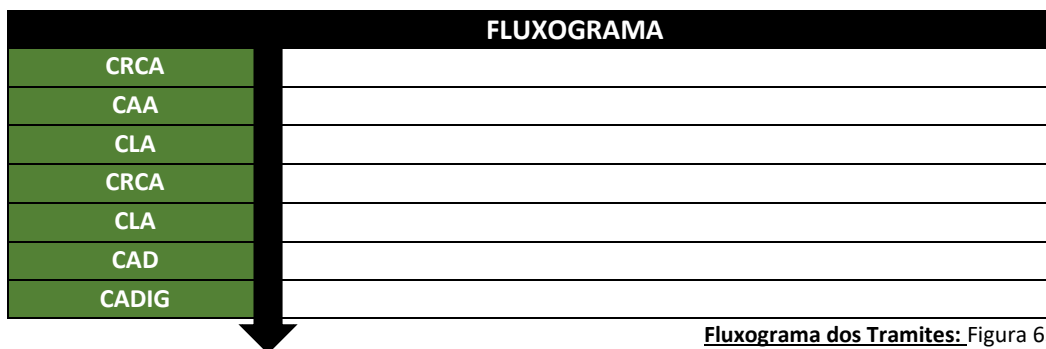 FLUXOGRAMA
CRCA
CAA
CLA
CRCA
CLA
CAD
CADIG
Fluxograma dos Tramites: Figura 6